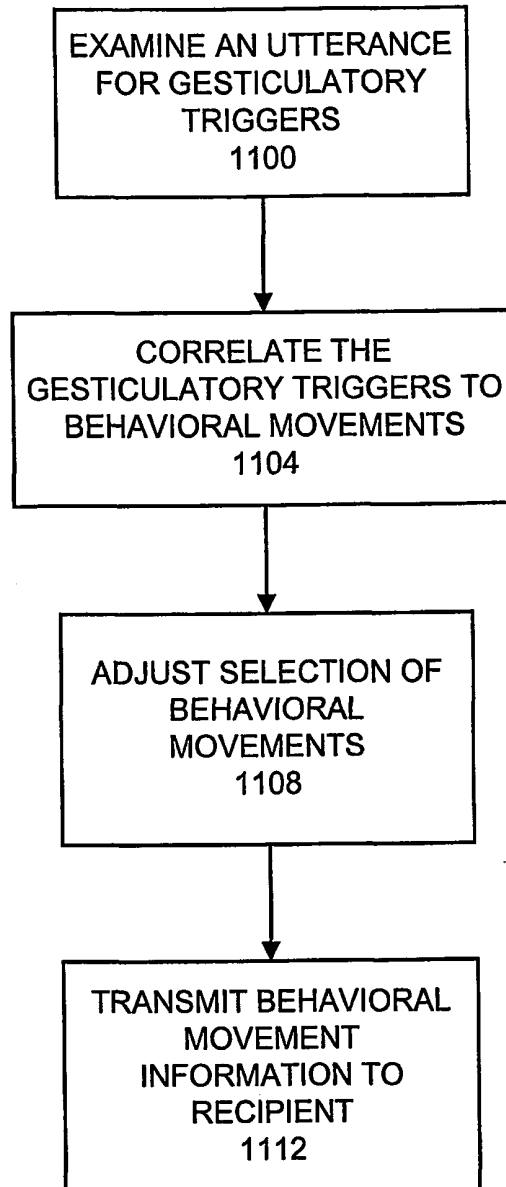 EXAMINE AN UTTERANCE
FOR GESTICULATORY
TRIGGERS
1100
CORRELATE THE
GESTICULATORY TRIGGERS TO
BEHAVIORAL MOVEMENTS
1104
ADJUST SELECTION OF
BEHAVIORAL
MOVEMENTS
1108
TRANSMIT BEHAVIORAL
MOVEMENT
INFORMATION TO
RECIPIENT
1112